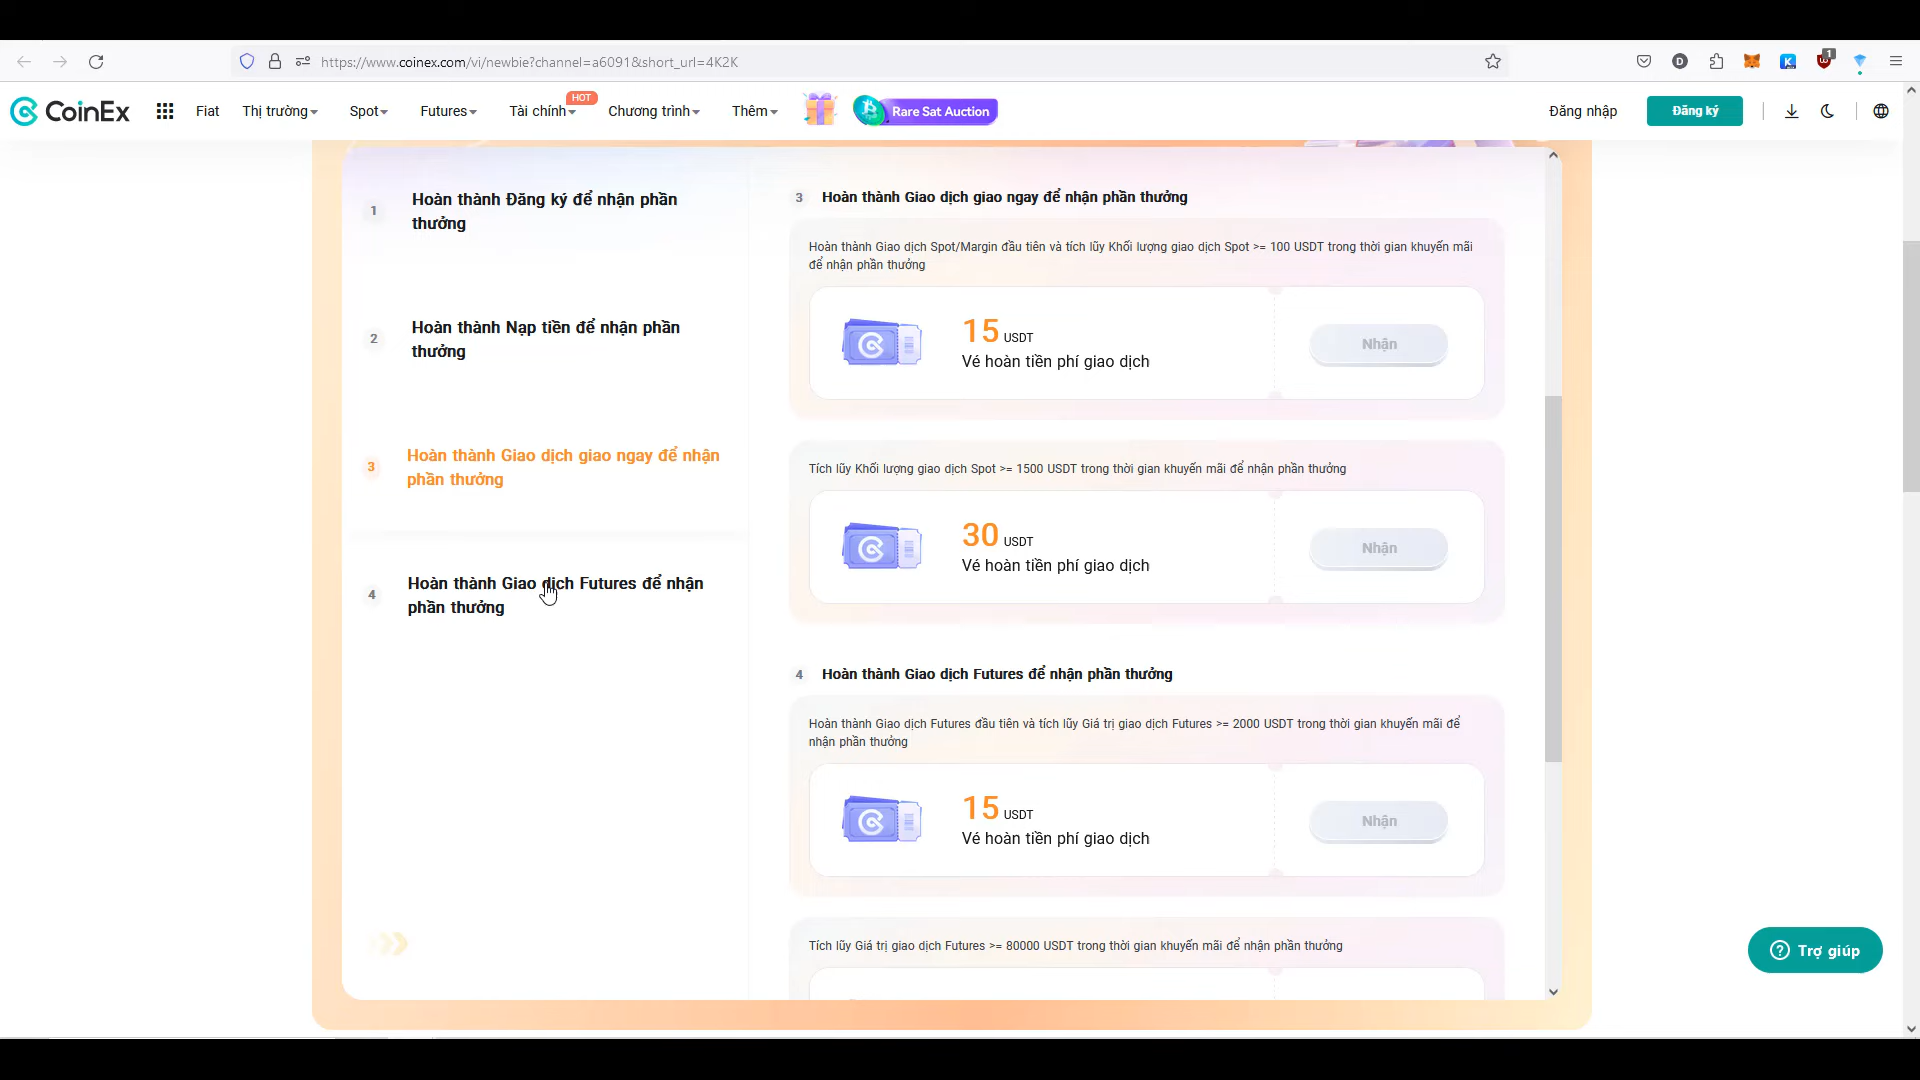 https://www.coinex.com/vi/newbie?channel=a6091&short_url=4K2K
D
K
1
CoinEx
Fiat
Thị trường
Spot
Futures
Tài chính
HOT
Chương trình
Thêm
Rare Sat Auction
Đăng nhập
Đăng ký
1
Hoàn thành Đăng ký để nhận phần
thưởng
2
Hoàn thành Nạp tiền để nhận phần
thưởng
3
Hoàn thành Giao dịch giao ngay để nhận
phần thưởng
4
Hoàn thành Giao dịch Futures để nhận
phần thưởng
3 Hoàn thành Giao dịch giao ngay để nhận phần thưởng
Hoàn thành Giao dịch Spot/Margin đầu tiên và tích lũy Khối lượng giao dịch Spot >= 100 USDT trong thời gian khuyến mãi
để nhận phần thưởng
15 USDT
Vé hoàn tiền phí giao dịch
Nhận
Tích lũy Khối lượng giao dịch Spot >= 1500 USDT trong thời gian khuyến mãi để nhận phần thưởng
30 USDT
Vé hoàn tiền phí giao dịch
Nhận
4 Hoàn thành Giao dịch Futures để nhận phần thưởng
Hoàn thành Giao dịch Futures đầu tiên và tích lũy Giá trị giao dịch Futures >= 2000 USDT trong thời gian khuyến mãi để
nhận phần thưởng
15 USDT
Vé hoàn tiền phí giao dịch
Nhận
Tích lũy Giá trị giao dịch Futures >= 80000 USDT trong thời gian khuyến mãi để nhận phần thưởng
Trợ giúp